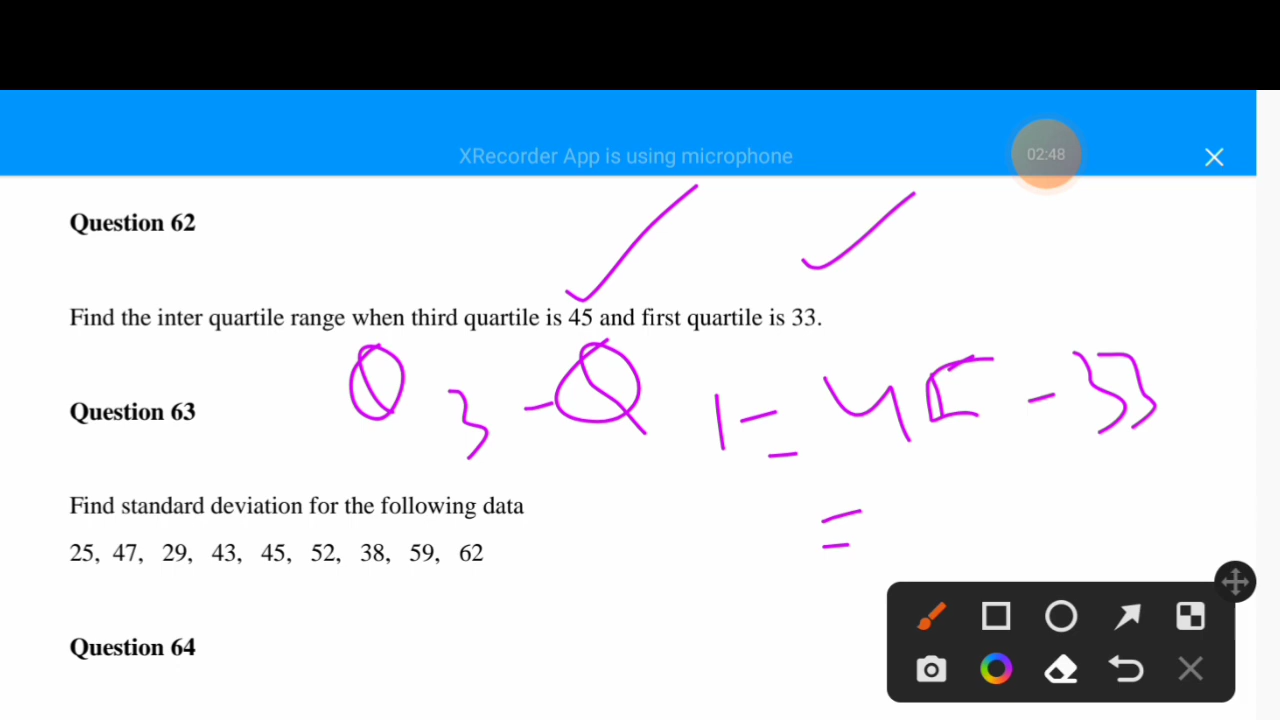 XRecorder App is using microphone
02:48
Question 62
Find the inter quartile range when third quartile is 45 and first quartile is 33.
Q3 - Q1 = 45 - 33
=
Question 63
Find standard deviation for the following data
25, 47, 29, 43, 45, 52, 38, 59, 62
Question 64